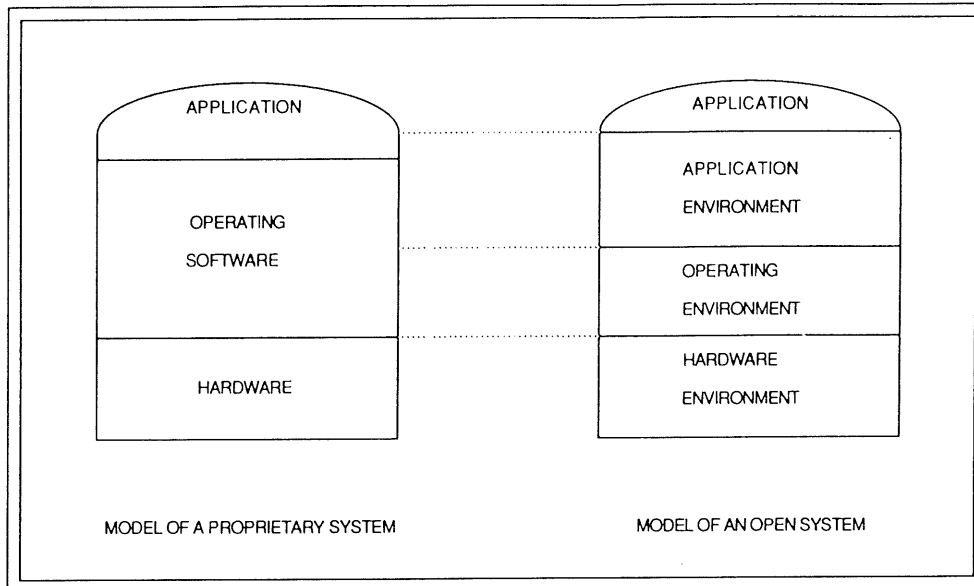 APPLICATION
OPERATING
SOFTWARE
HARDWARE
MODEL OF A PROPRIETARY SYSTEM
APPLICATION
APPLICATION
ENVIRONMENT
OPERATING
ENVIRONMENT
HARDWARE
ENVIRONMENT
MODEL OF AN OPEN SYSTEM